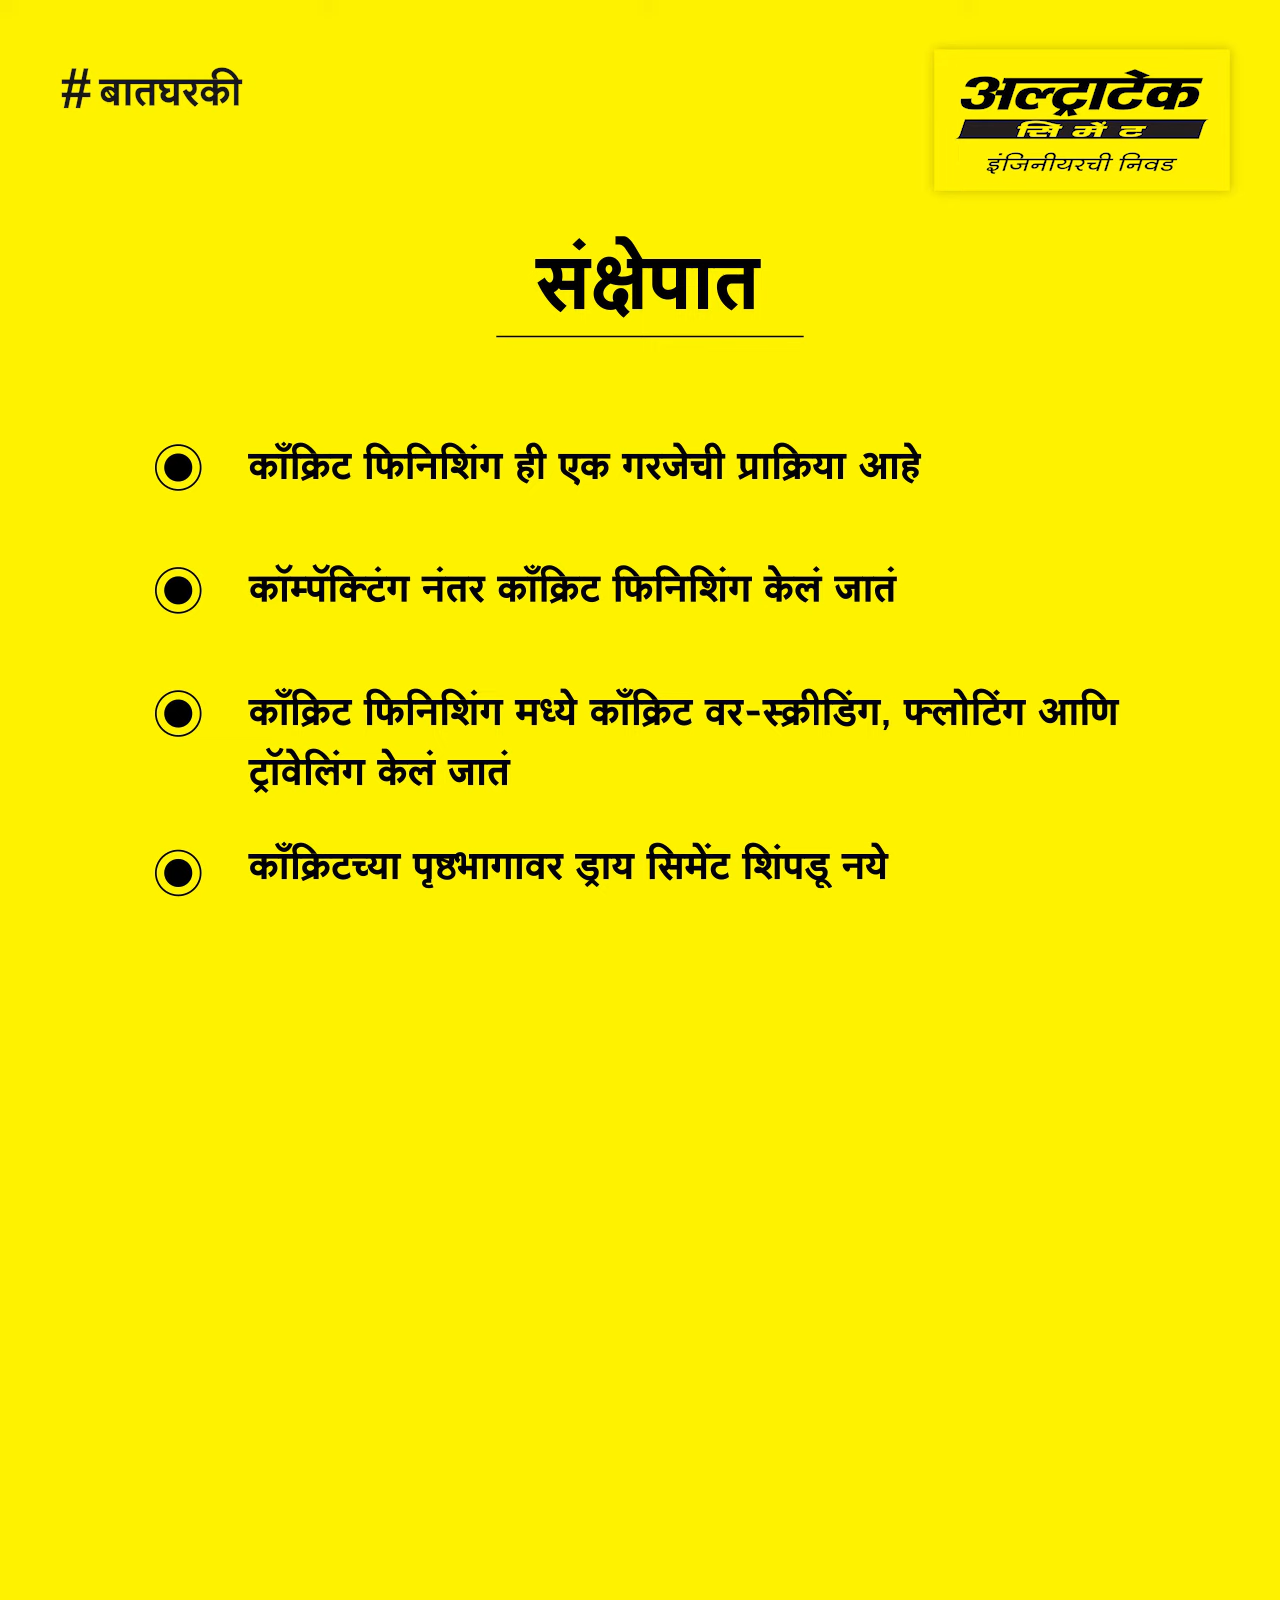 #बातघरकी
अल्ट्राटेक
सिमेंट
इंजिनीयरची निवड
संक्षेपात
काँक्रिट फिनिशिंग ही एक गरजेची प्राक्रिया आहे
कॉम्पॅक्टिंग नंतर काँक्रिट फिनिशिंग केलं जातं
काँक्रिट फिनिशिंग मध्ये काँक्रिट वर-स्क्रीडिंग, फ्लोटिंग आणि
ट्रॉवेलिंग केलं जातं
काँक्रिटच्या पृष्ठभागावर ड्राय सिमेंट शिंपडू नये